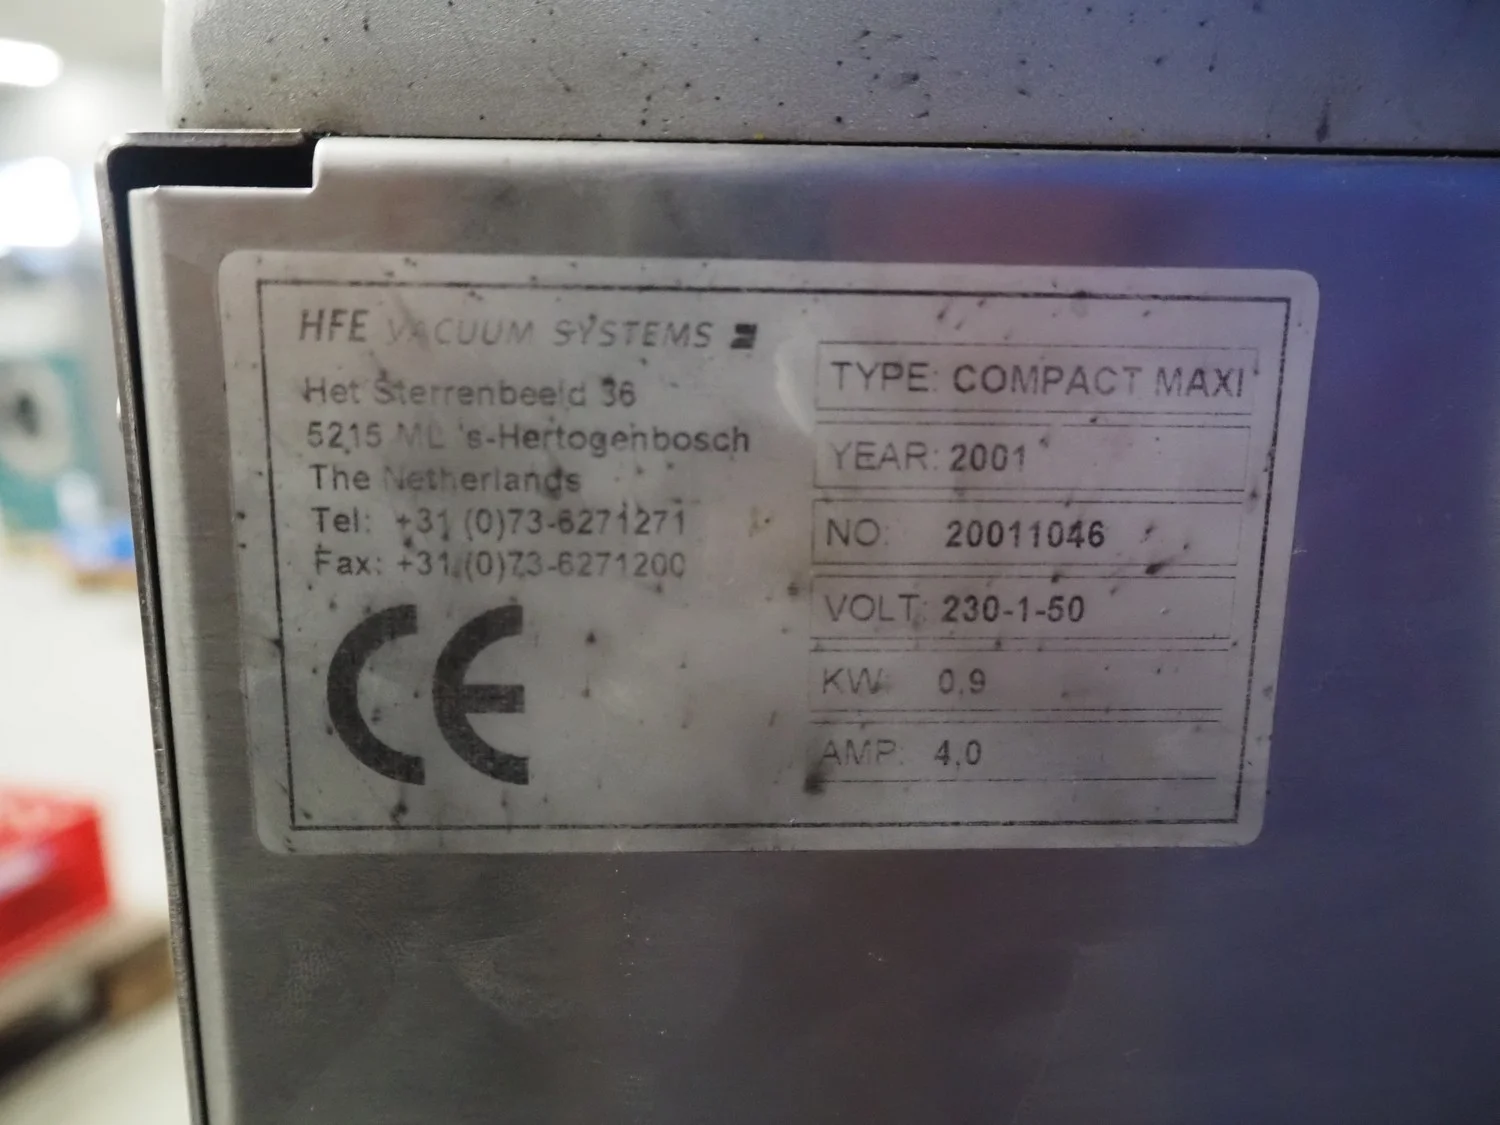 HFE VACUUM SYSTEMS
Het Sterrenbeeld 36
5215 ML 's-Hertogenbosch
The Netherlands
Tel: +31 (0)73-6271271
Fax: +31 (0)73-6271200
CE
TYPE: COMPACT MAXI
YEAR: 2001
NO: 20011046
VOLT: 230-1-50
KW: 0,9
AMP: 4,0